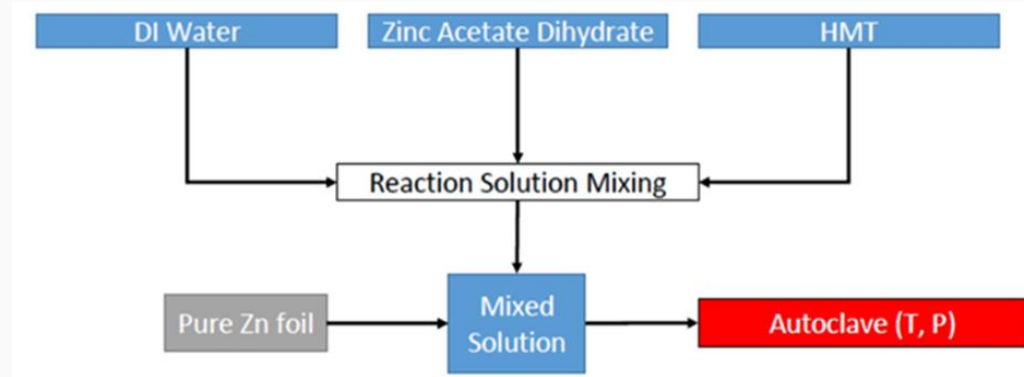 DI Water
Zinc Acetate Dihydrate
HMT
Reaction Solution Mixing
Pure Zn foil
Mixed
Solution
Autoclave (T, P)